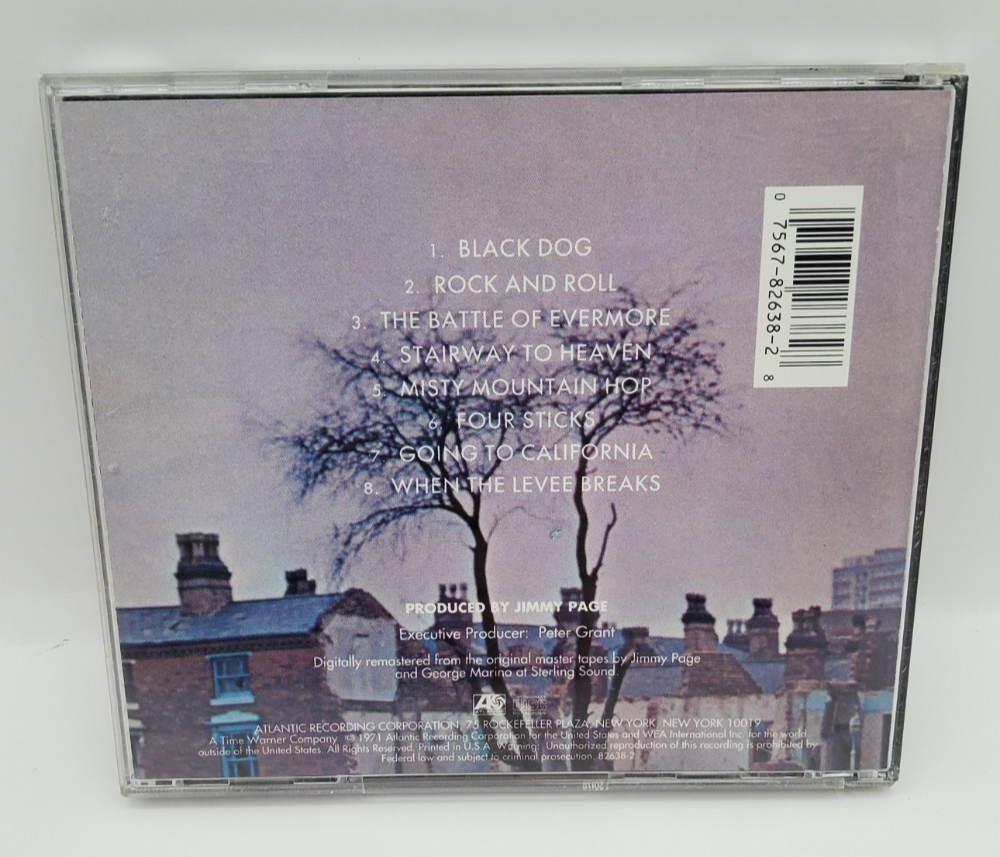 1. BLACK DOG
2. ROCK AND ROLL
3. THE BATTLE OF EVERMORE
4. STAIRWAY TO HEAVEN
5. MISTY MOUNTAIN HOP
6. FOUR STICKS
7 GOING TO CALIFORNIA
8. WHEN THE LEVEE BREAKS
0 7567-82638-2 8
PRODUCED BY JIMMY PAGE
Executive Producer: Peter Grant
Digitally remastered from the original master tapes by Jimmy Page
and George Marino at Sterling Sound.
ATLANTIC RECORDING CORPORATION, 75 ROCKEFELLER PLAZA, NEW YORK, NEW YORK 10019
A Time Warner Company ℗©1971 Atlantic Recording Corporation for the United States and WEA International Inc. for the world
outside of the United States. All Rights Reserved. Printed in U.S.A. Warning: Unauthorized reproduction of this recording is prohibited by
Federal law and subject to criminal prosecution. 82638-2